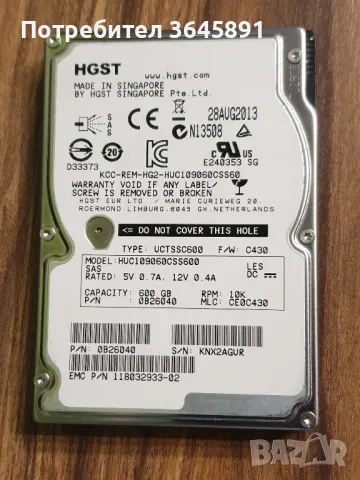 Потребител 3645891
HGST
www.hgst.com
MADE IN SINGAPORE
BY HGST SINGAPORE Pte.Ltd.
28AUG2013
SAS
SAS
N13508
20
D33373
E240353 SG
KCC-REM-HG2-HUC109060CSS60
WARRANTY VOID IF ANY LABEL/
SCREW IS REMOVED OR BROKEN
HGST EUR LTD. / MARIE CURIEWEG 20.
ROERMOND LIMBURG.6045 GH.NETHERLANDS
<= DO NOT COVER THIS HOLE
TYPE: UCTSSC600 F/W: C430
MODEL:HUC109060CSS600
SAS
RATED: 5V 0.7A. 12V 0.4A
LES
DC
CAPACITY: 600 GB RPM: 10K
P/N: 0B26040 MLC: CE0C430
P/N: 0B26040 S/N: KNX2AGUR
EMC P/N 118032933-02
BAZAR